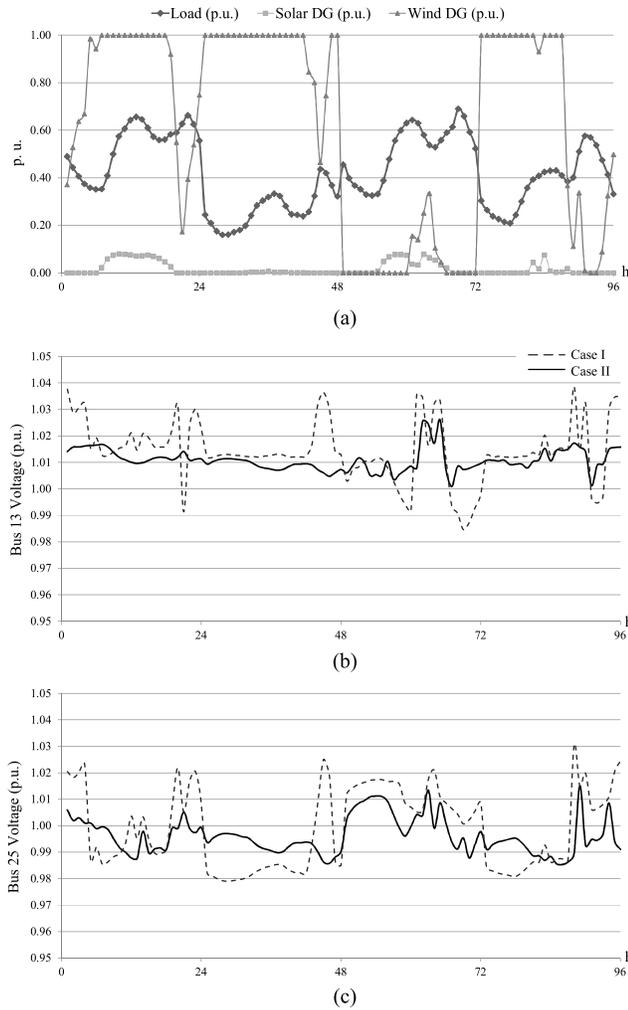 Load (p.u.) Solar DG (p.u.) Wind DG (p.u.)
1.00
0.80
0.60
0.40
0.20
0.00
p. u.
0 24 48 72 96
h
(a)
1.05
1.04
1.03
1.02
1.01
1.00
0.99
0.98
0.97
0.96
0.95
Bus 13 Voltage (p.u.)
Case I
Case II
0 24 48 72 96
h
(b)
1.05
1.04
1.03
1.02
1.01
1.00
0.99
0.98
0.97
0.96
0.95
Bus 25 Voltage (p.u.)
0 24 48 72 96
h
(c)